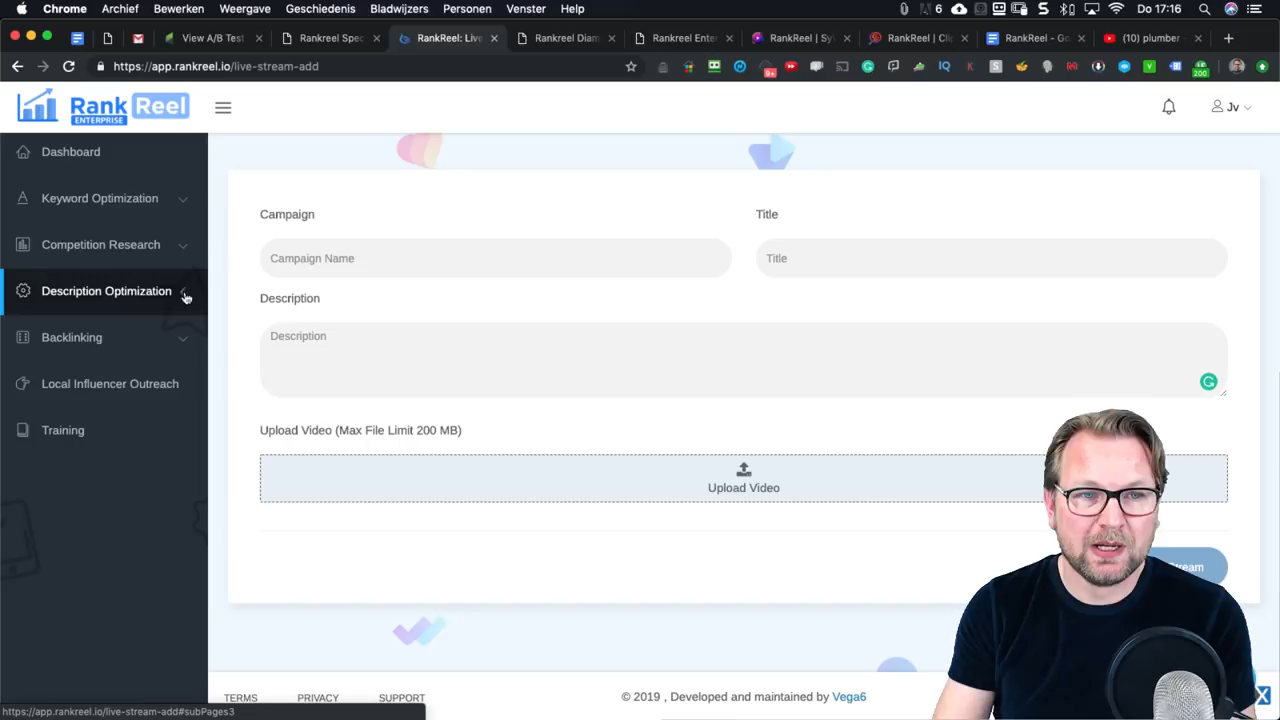 Chrome Archief Bewerken Weergave Geschiedenis Bladwijzers Personen Venster Help 6 Do 17:16
View A/B Test Rankreel Spec RankReel: Live Rankreel Diam Rankreel Enter RankReel | Sy RankReel | C RankReel - Go (10) plumber -
https://app.rankreel.io/live-stream-add
Rank Reel
ENTERPRISE
Jv
Dashboard
Keyword Optimization
Competition Research
Description Optimization
Backlinking
Local Influencer Outreach
Training
Campaign Title
Campaign Name Title
Description
Description
Upload Video (Max File Limit 200 MB)
Upload Video
TERMS PRIVACY SUPPORT © 2019 , Developed and maintained by Vega6
https://app.rankreel.io/live-stream-add#subPages3